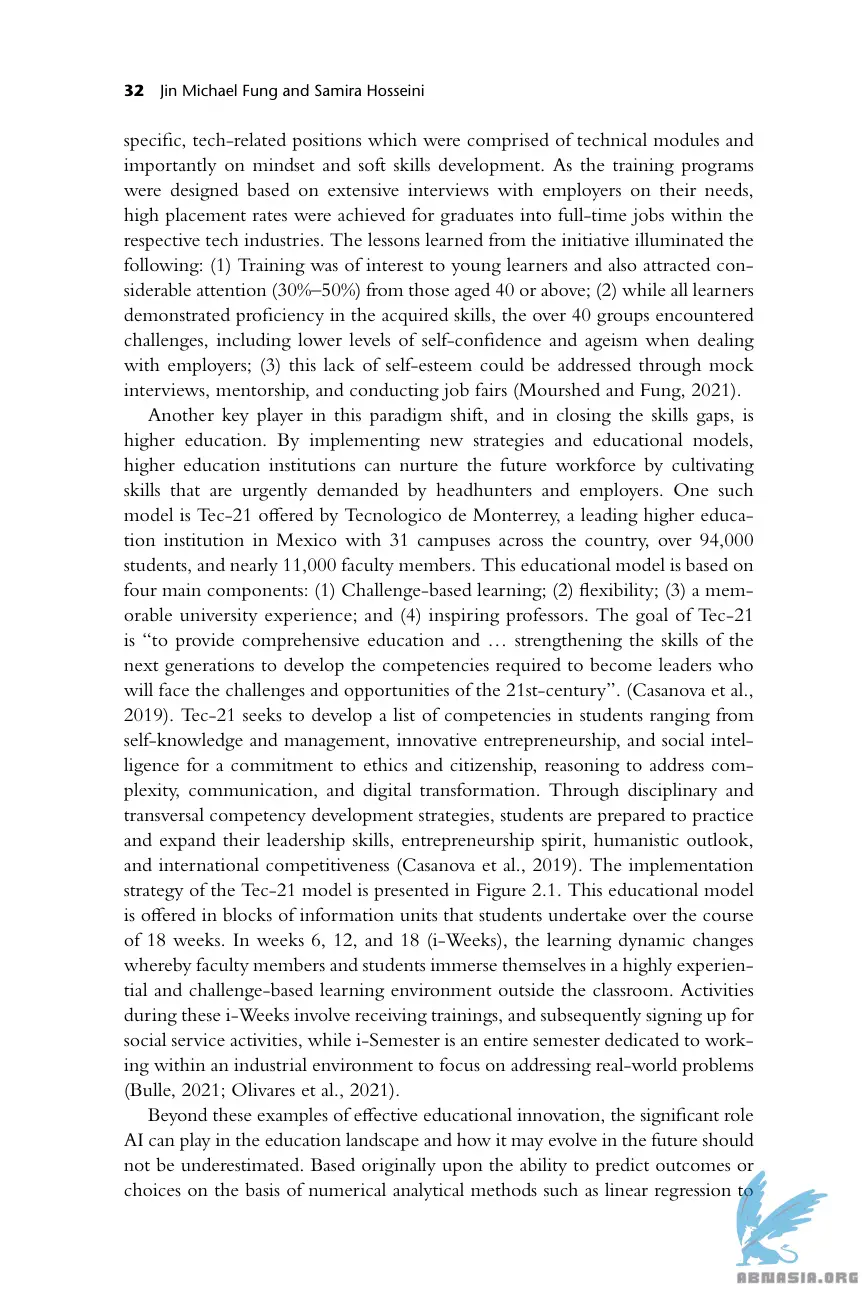 32 Jin Michael Fung and Samira Hosseini
specific, tech-related positions which were comprised of technical modules and
importantly on mindset and soft skills development. As the training programs
were designed based on extensive interviews with employers on their needs,
high placement rates were achieved for graduates into full-time jobs within the
respective tech industries. The lessons learned from the initiative illuminated the
following: (1) Training was of interest to young learners and also attracted con-
siderable attention (30%–50%) from those aged 40 or above; (2) while all learners
demonstrated proficiency in the acquired skills, the over 40 groups encountered
challenges, including lower levels of self-confidence and ageism when dealing
with employers; (3) this lack of self-esteem could be addressed through mock
interviews, mentorship, and conducting job fairs (Mourshed and Fung, 2021).
Another key player in this paradigm shift, and in closing the skills gaps, is
higher education. By implementing new strategies and educational models,
higher education institutions can nurture the future workforce by cultivating
skills that are urgently demanded by headhunters and employers. One such
model is Tec-21 offered by Tecnologico de Monterrey, a leading higher educa-
tion institution in Mexico with 31 campuses across the country, over 94,000
students, and nearly 11,000 faculty members. This educational model is based on
four main components: (1) Challenge-based learning; (2) flexibility; (3) a mem-
orable university experience; and (4) inspiring professors. The goal of Tec-21
is “to provide comprehensive education and … strengthening the skills of the
next generations to develop the competencies required to become leaders who
will face the challenges and opportunities of the 21st-century”. (Casanova et al.,
2019). Tec-21 seeks to develop a list of competencies in students ranging from
self-knowledge and management, innovative entrepreneurship, and social intel-
ligence for a commitment to ethics and citizenship, reasoning to address com-
plexity, communication, and digital transformation. Through disciplinary and
transversal competency development strategies, students are prepared to practice
and expand their leadership skills, entrepreneurship spirit, humanistic outlook,
and international competitiveness (Casanova et al., 2019). The implementation
strategy of the Tec-21 model is presented in Figure 2.1. This educational model
is offered in blocks of information units that students undertake over the course
of 18 weeks. In weeks 6, 12, and 18 (i-Weeks), the learning dynamic changes
whereby faculty members and students immerse themselves in a highly experien-
tial and challenge-based learning environment outside the classroom. Activities
during these i-Weeks involve receiving trainings, and subsequently signing up for
social service activities, while i-Semester is an entire semester dedicated to work-
ing within an industrial environment to focus on addressing real-world problems
(Bulle, 2021; Olivares et al., 2021).
Beyond these examples of effective educational innovation, the significant role
AI can play in the education landscape and how it may evolve in the future should
not be underestimated. Based originally upon the ability to predict outcomes or
choices on the basis of numerical analytical methods such as linear regression to
ABNASIA.ORG